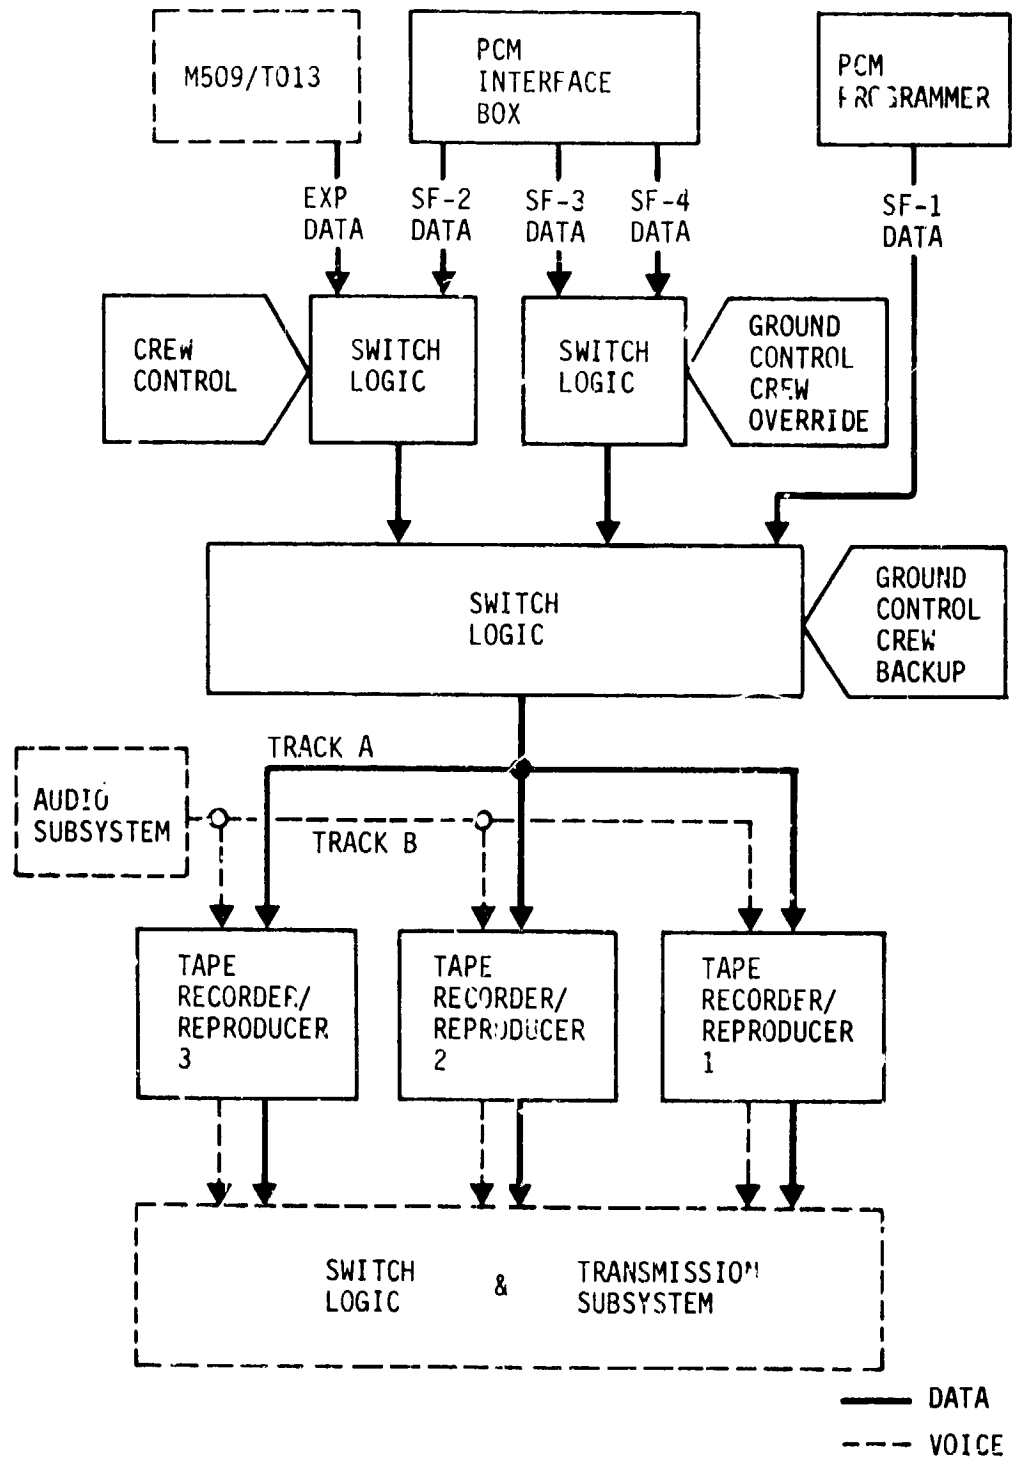 M509/T013
PCM
INTERFACE
BOX
PCM
PROGRAMMER
EXP
DATA
SF-2
DATA
SF-3
DATA
SF-4
DATA
SF-1
DATA
CREW
CONTROL
SWITCH
LOGIC
SWITCH
LOGIC
GROUND
CONTROL
CREW
OVERRIDE
SWITCH
LOGIC
GROUND
CONTROL
CREW
BACKUP
TRACK A
AUDIO
SUBSYSTEM
TRACK B
TAPE
RECORDER/
REPRODUCER
3
TAPE
RECORDER/
REPRODUCER
2
TAPE
RECORDER/
REPRODUCER
1
SWITCH
LOGIC
&
TRANSMISSION
SUBSYSTEM
DATA
VOICE